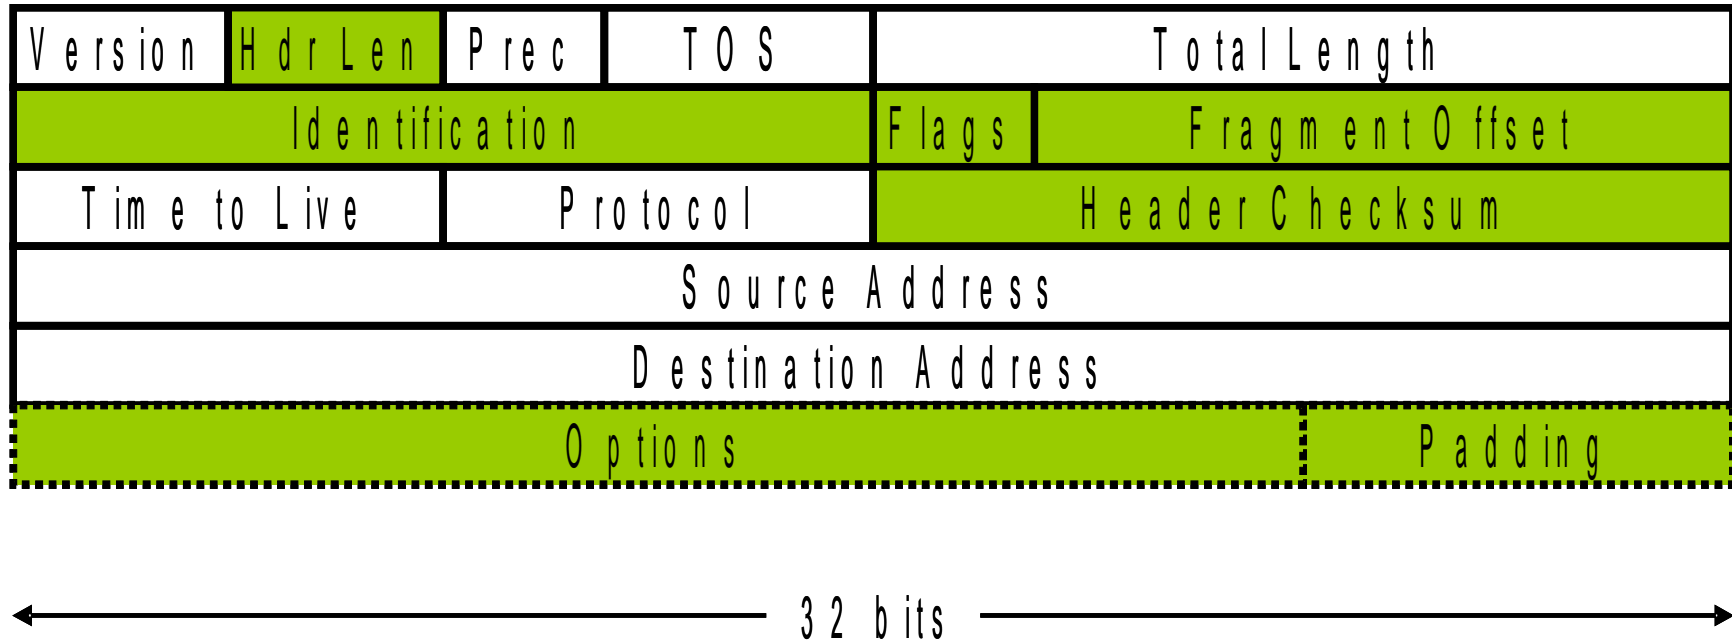 Version Hdr Len Prec TOS Total Length
Identification Flags Fragment Offset
Time to Live Protocol Header Checksum
Source Address
Destination Address
Options Padding
32 bits